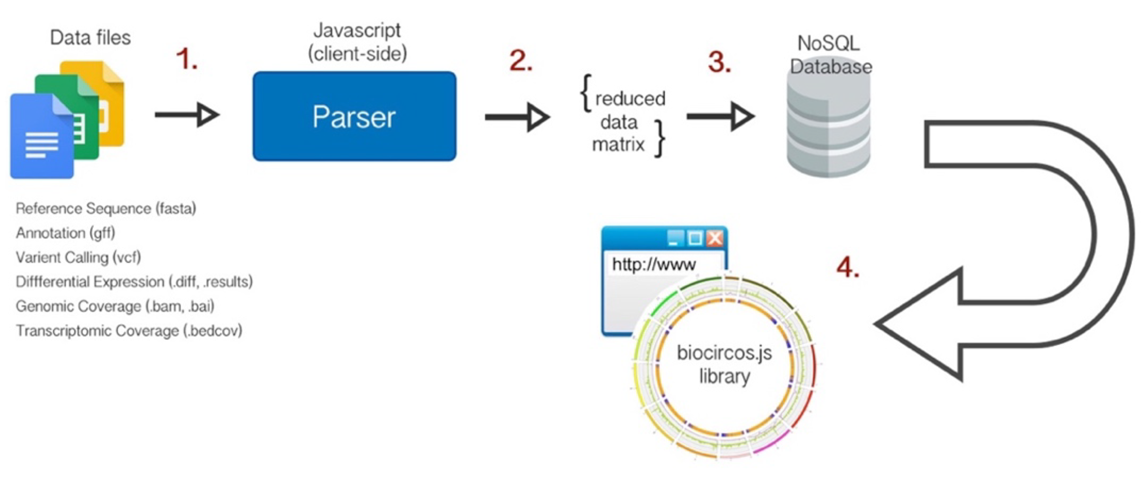 Data files
1.
Javascript
(client-side)
Parser
2.
{reduced
data
matrix }
3.
NoSQL
Database
Reference Sequence (fasta)
Annotation (gff)
Varient Calling (vcf)
Diffferential Expression (.diff, .results)
Genomic Coverage (.bam, .bai)
Transcriptomic Coverage (.bedcov)
http://www
4.
biocircos.js
library